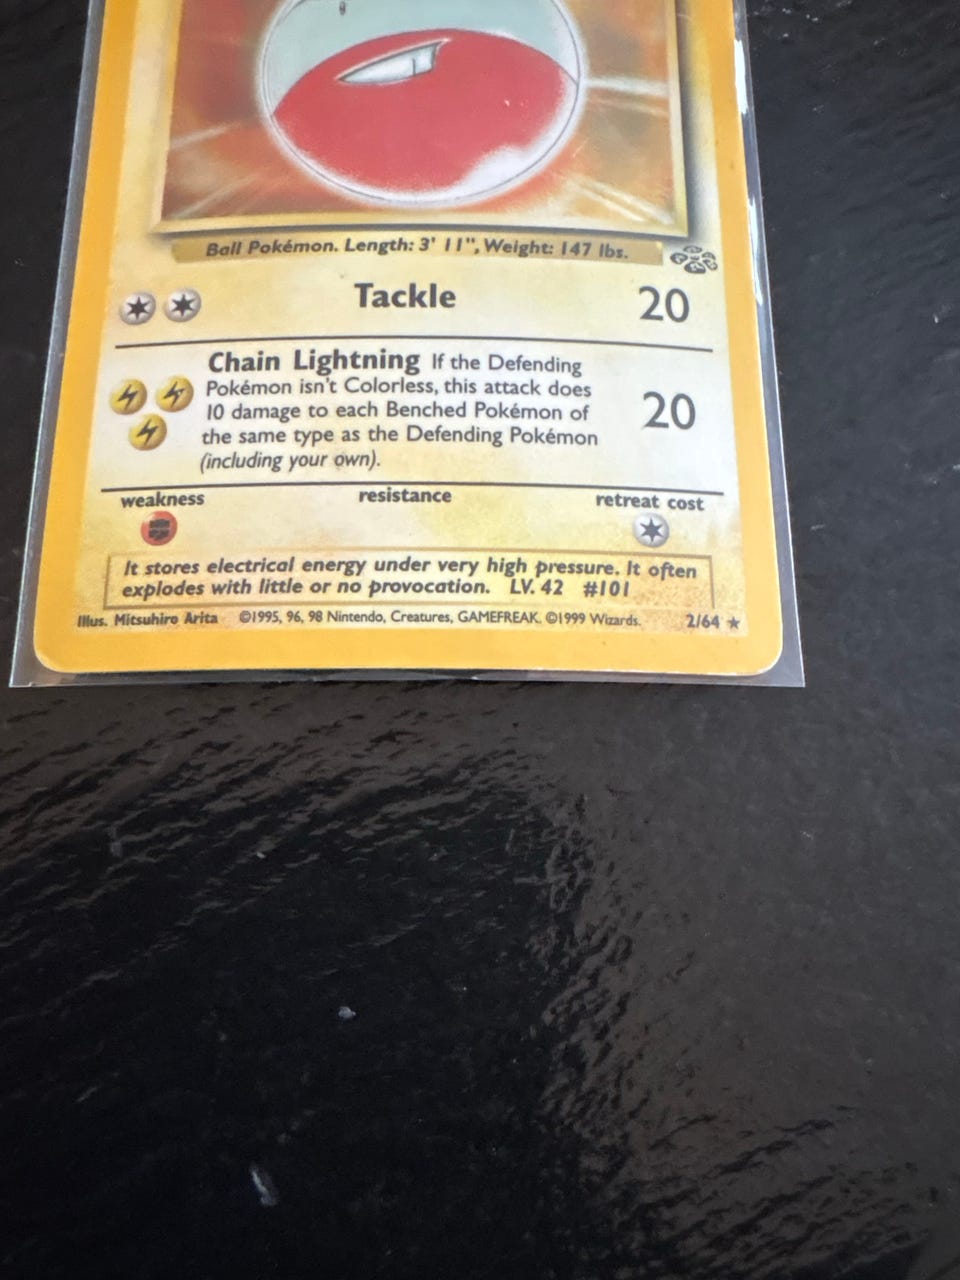 Ball Pokémon. Length: 3' 11", Weight: 147 lbs.
Tackle 20
Chain Lightning If the Defending
Pokémon isn't Colorless, this attack does
10 damage to each Benched Pokémon of
the same type as the Defending Pokémon
(including your own).
20
weakness resistance retreat cost
It stores electrical energy under very high pressure. It often
explodes with little or no provocation. LV. 42 #101
Illus. Mitsuhiro Arita ©1995, 96, 98 Nintendo, Creatures, GAMEFREAK. ©1999 Wizards. 2/64 ★